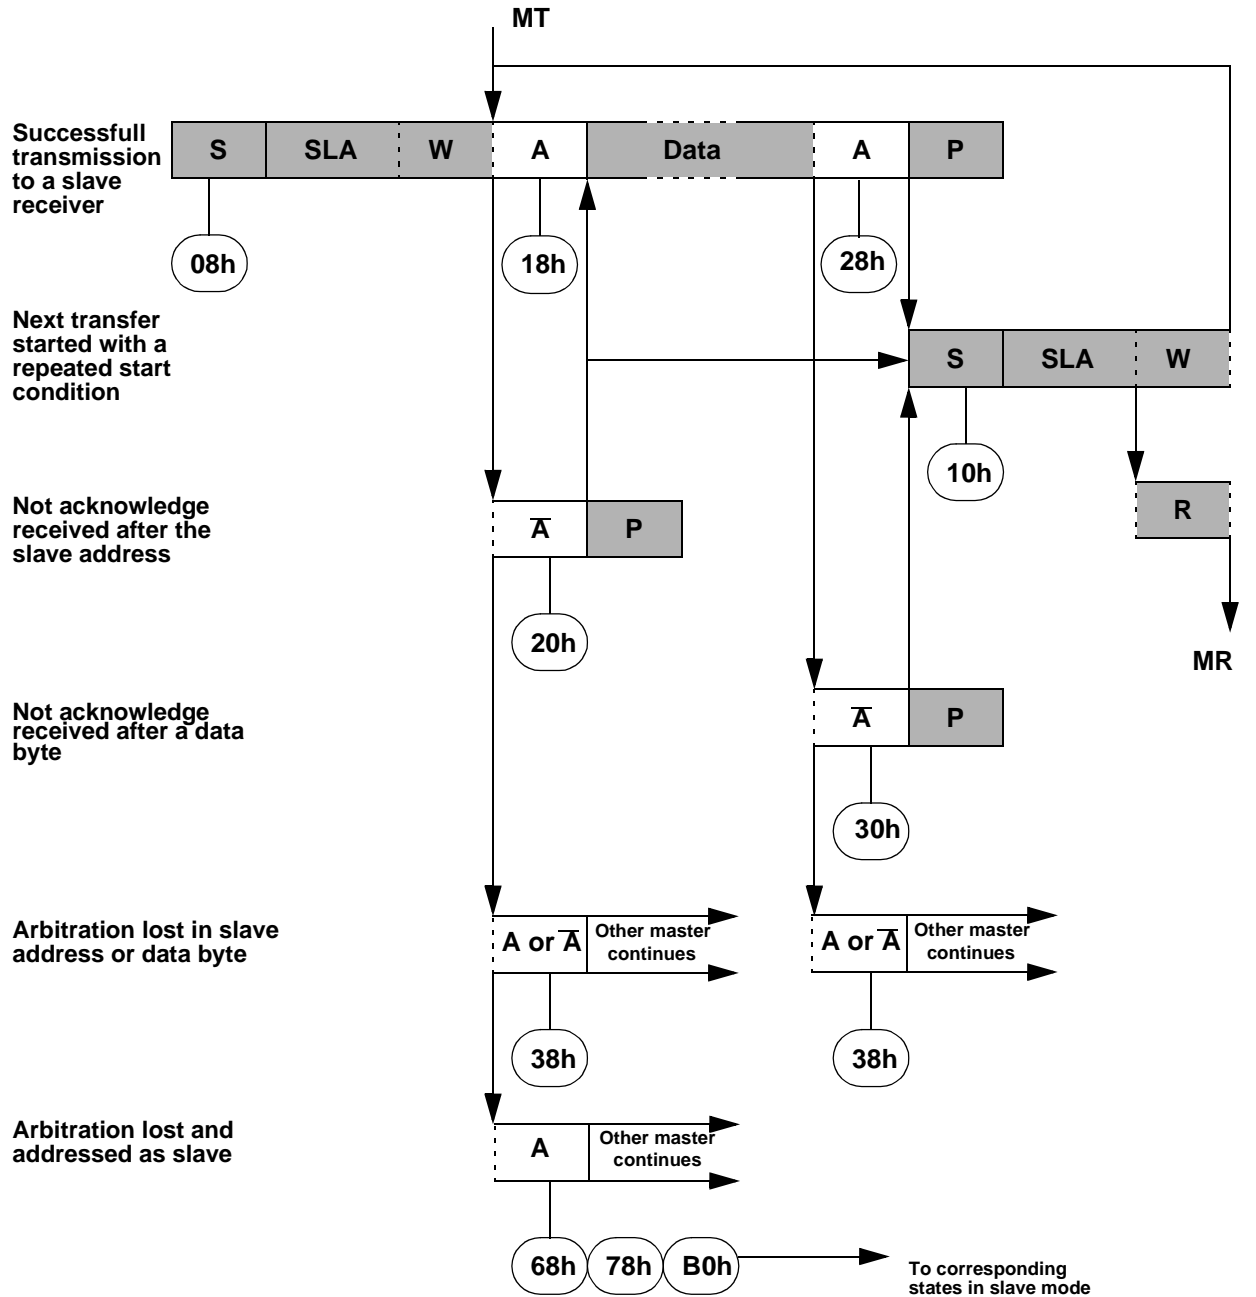 MT
Successfull
transmission
to a slave
receiver
S SLA W A Data A P
08h 18h 28h
Next transfer
started with a
repeated start
condition
S SLA W
10h
Not acknowledge
received after the
slave address
A̅ P
R
20h
MR
Not acknowledge
received after a data
byte
A̅ P
30h
Arbitration lost in slave
address or data byte
A or A̅ Other master
continues
A or A̅ Other master
continues
38h 38h
Arbitration lost and
addressed as slave
A Other master
continues
68h 78h B0h
To corresponding
states in slave mode